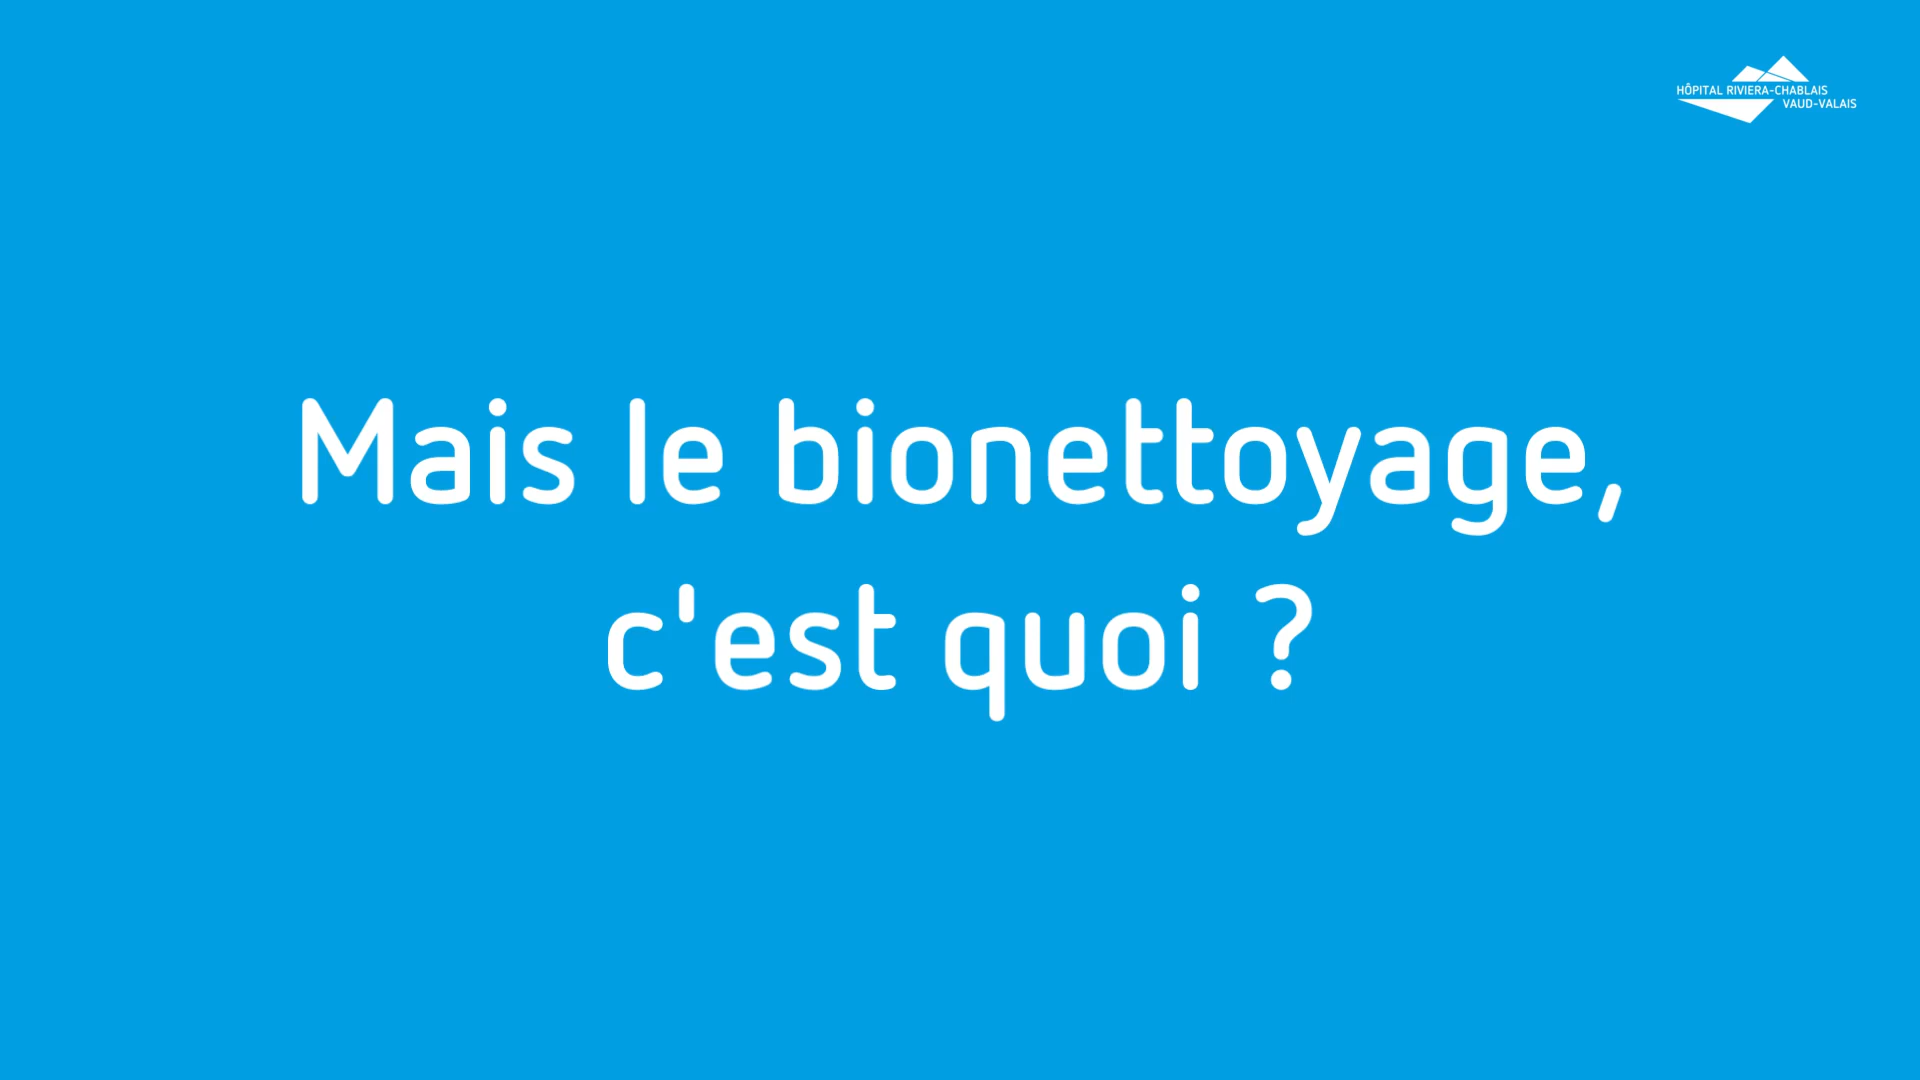 HÔPITAL RIVIERA-CHABLAIS
VAUD-VALAIS
Mais le bionettoyage,
c'est quoi ?